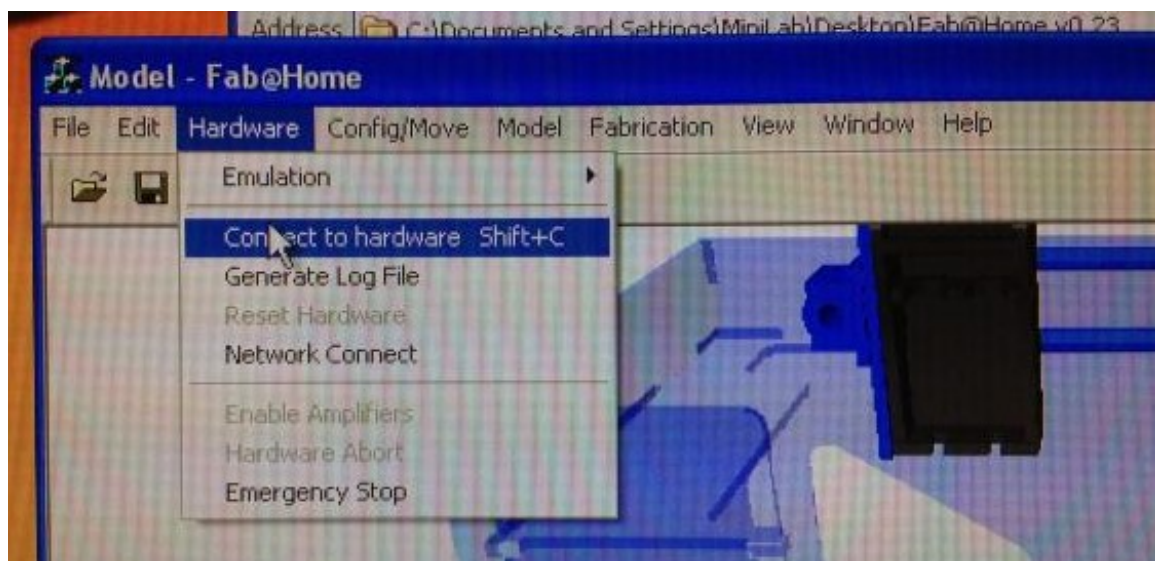 Address C:\Documents and Settings\MiniLab\Desktop\Fab@Home v0.23
Model - Fab@Home
File Edit Hardware Config/Move Model Fabrication View Window Help
Emulation
Connect to hardware Shift+C
Generate Log File
Reset Hardware
Network Connect
Enable Amplifiers
Hardware Abort
Emergency Stop